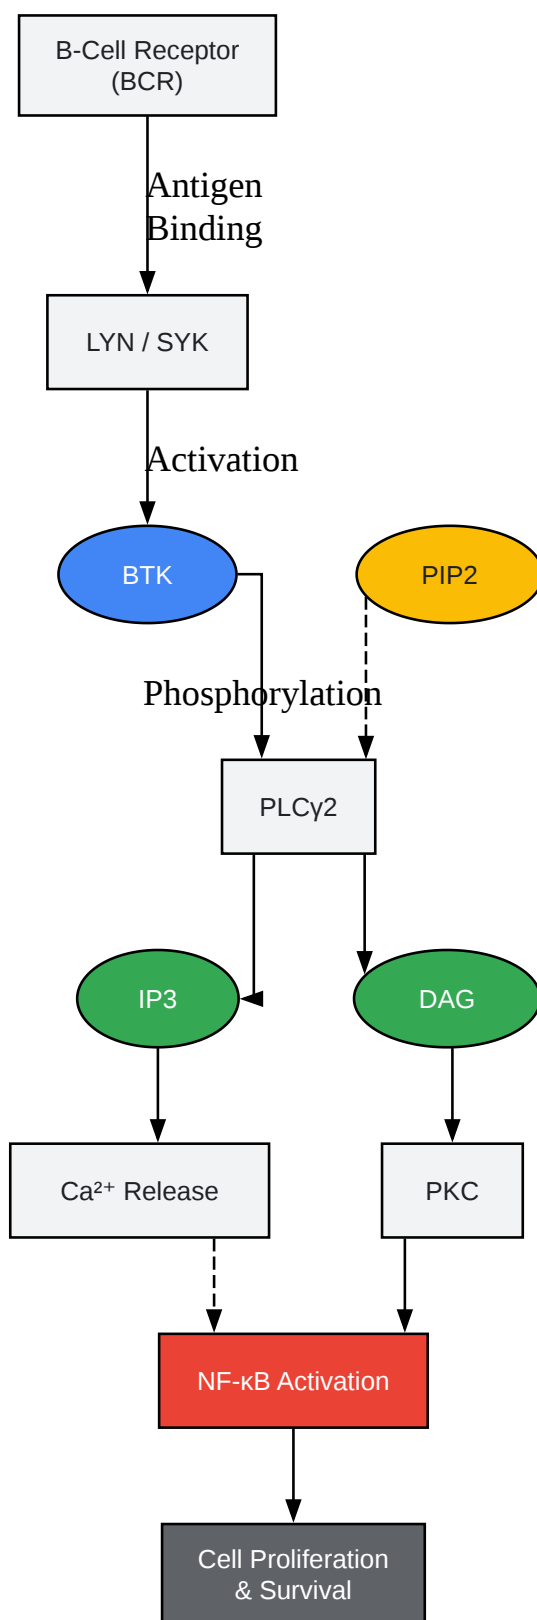 B-Cell Receptor
(BCR)
Antigen
Binding
LYN / SYK
Activation
BTK
PIP2
Phosphorylation
PLCγ2
IP3
DAG
Ca²⁺ Release
PKC
NF-κB Activation
Cell Proliferation
& Survival